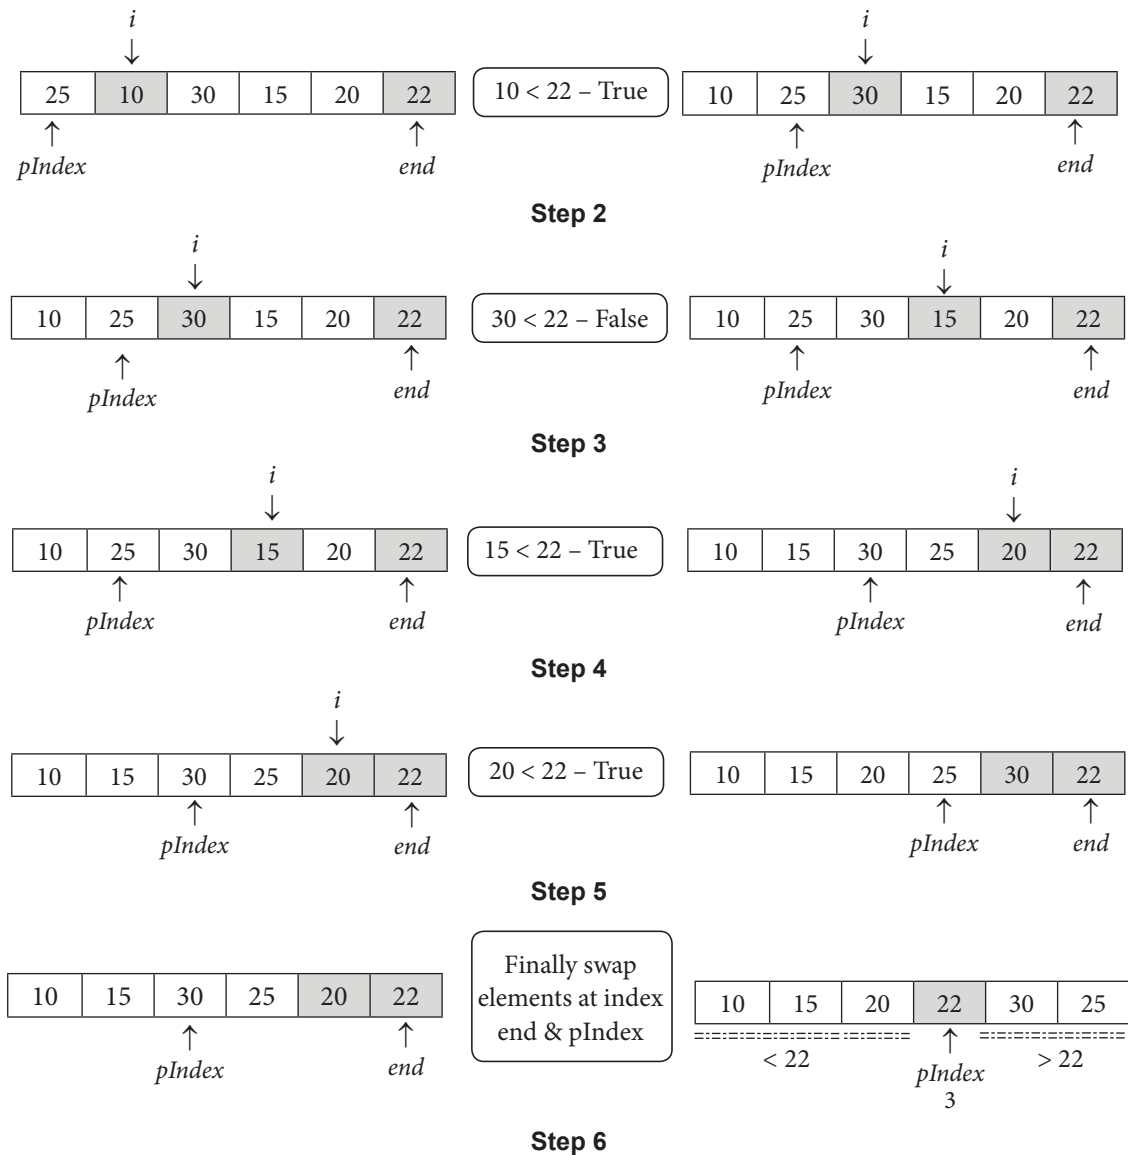 i i
25 10 30 15 20 22 10 < 22 – True 10 25 30 15 20 22
pIndex end pIndex end
Step 2
i i
10 25 30 15 20 22 30 < 22 – False 10 25 30 15 20 22
pIndex end pIndex end
Step 3
i i
10 25 30 15 20 22 15 < 22 – True 10 15 30 25 20 22
pIndex end pIndex end
Step 4
i
10 15 30 25 20 22 20 < 22 – True 10 15 20 25 30 22
pIndex end pIndex end
Step 5
10 15 30 25 20 22
pIndex end
Finally swap
elements at index
end & pIndex
10 15 20 22 30 25
< 22 > 22
pIndex
3
Step 6